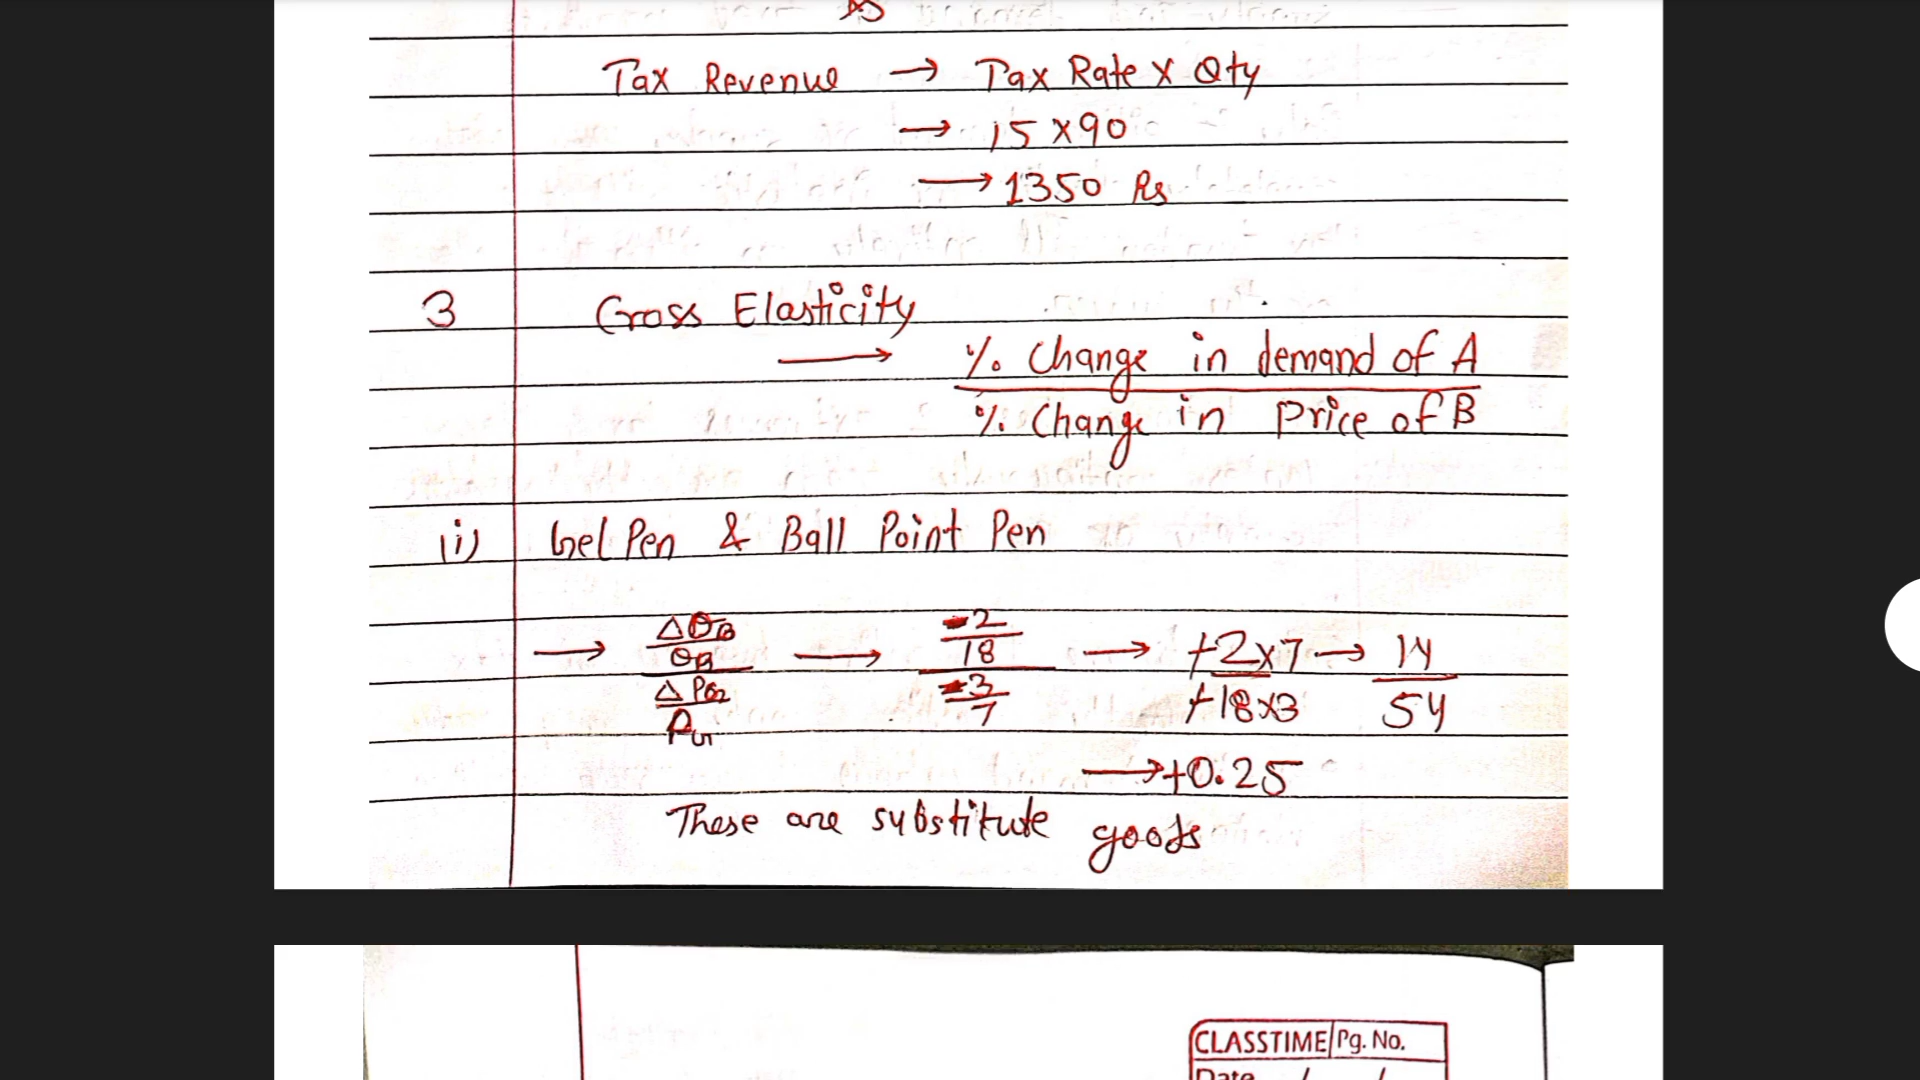 Tax Revenue → Tax Rate x Qty
→ 15 x 90
→ 1350 Rs
3 Cross Elasticity
→ % Change in demand of A
% Change in Price of B
(i) Gel Pen & Ball Point Pen
→ ΔQB/QB / ΔPG/PG → -2/18 / -3/7 → +2x7/+18x3 → 14/54
→ +0.25
These are substitute goods
CLASSTIME Pg. No.
Date / /